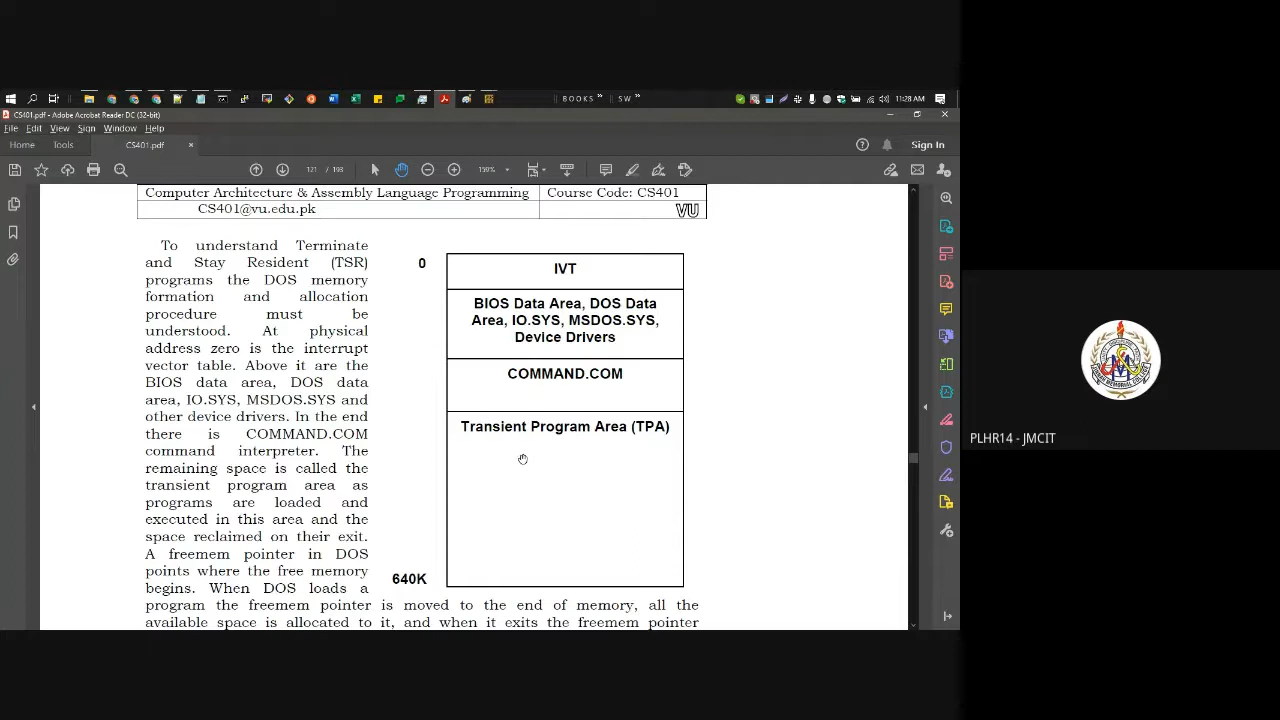 BOOKS »
SW »
11:28 AM
CS401.pdf - Adobe Acrobat Reader DC (32-bit)
File Edit View Sign Window Help
Home Tools CS401.pdf × Sign In
121 / 193 159%
Computer Architecture & Assembly Language Programming Course Code: CS401
CS401@vu.edu.pk VU
To understand Terminate
and Stay Resident (TSR)
programs the DOS memory
formation and allocation
procedure must be
understood. At physical
address zero is the interrupt
vector table. Above it are the
BIOS data area, DOS data
area, IO.SYS, MSDOS.SYS and
other device drivers. In the end
there is COMMAND.COM
command interpreter. The
remaining space is called the
transient program area as
programs are loaded and
executed in this area and the
space reclaimed on their exit.
A freemem pointer in DOS
points where the free memory
begins. When DOS loads a
program the freemem pointer is moved to the end of memory, all the
available space is allocated to it, and when it exits the freemem pointer
0
IVT
BIOS Data Area, DOS Data
Area, IO.SYS, MSDOS.SYS,
Device Drivers
COMMAND.COM
Transient Program Area (TPA)
640K
PLHR14 - JMCIT